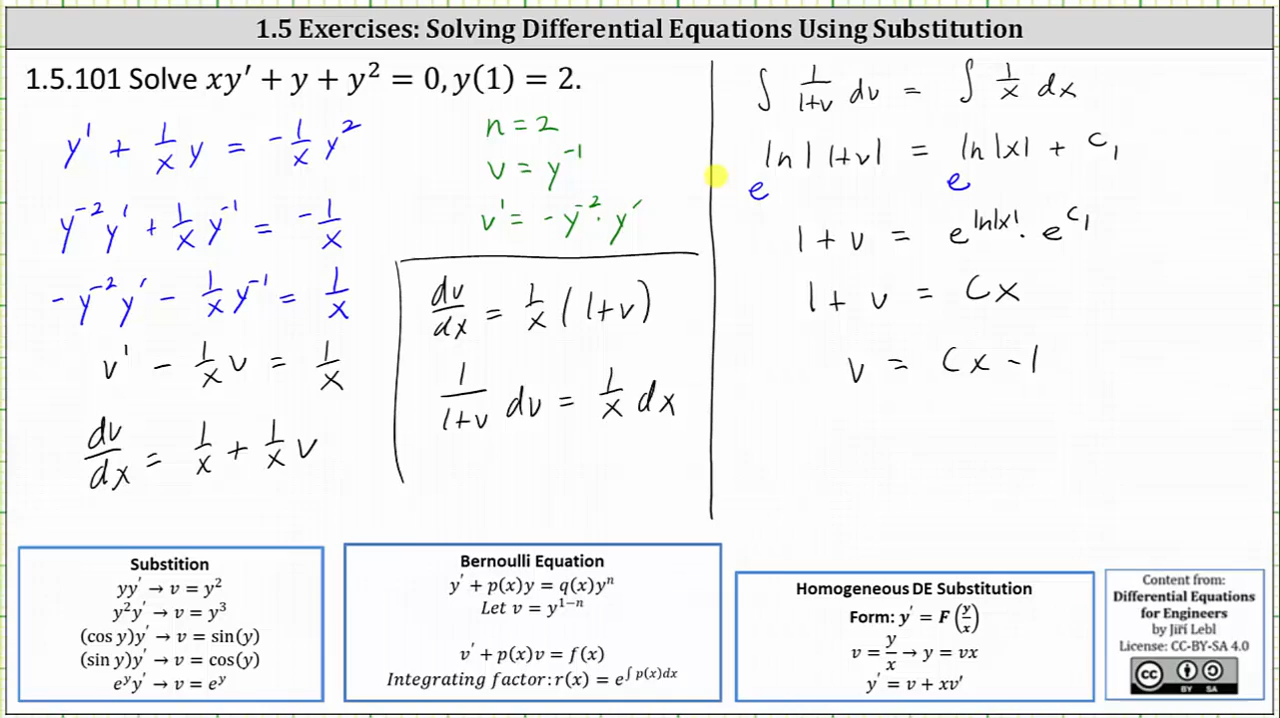 1.5 Exercises: Solving Differential Equations Using Substitution
1.5.101 Solve xy′ + y + y² = 0, y(1) = 2.
y' + 1/x y = -1/x y²
y⁻² y' + 1/x y⁻¹ = -1/x
-y⁻² y' - 1/x y⁻¹ = 1/x
v' - 1/x v = 1/x
dv/dx = 1/x + 1/x v
n = 2
v = y⁻¹
v' = -y⁻² · y'
dv/dx = 1/x (1+v)
1/(1+v) dv = 1/x dx
∫ 1/(1+v) dv = ∫ 1/x dx
ln|1+v| = ln|x| + C₁
e e
1 + v = e^(ln|x|) · e^(C₁)
1 + v = Cx
v = Cx - 1
Substition
yy′ → v = y²
y²y′ → v = y³
(cos y)y′ → v = sin(y)
(sin y)y′ → v = cos(y)
e^y y′ → v = e^y
Bernoulli Equation
y′ + p(x)y = q(x)yⁿ
Let v = y¹⁻ⁿ
v′ + p(x)v = f(x)
Integrating factor: r(x) = e^(∫ p(x)dx)
Homogeneous DE Substitution
Form: y′ = F(y/x)
v = y/x → y = vx
y′ = v + xv′
Content from:
Differential Equations
for Engineers
by Jiří Lebl
License: CC-BY-SA 4.0
cc
BY SA